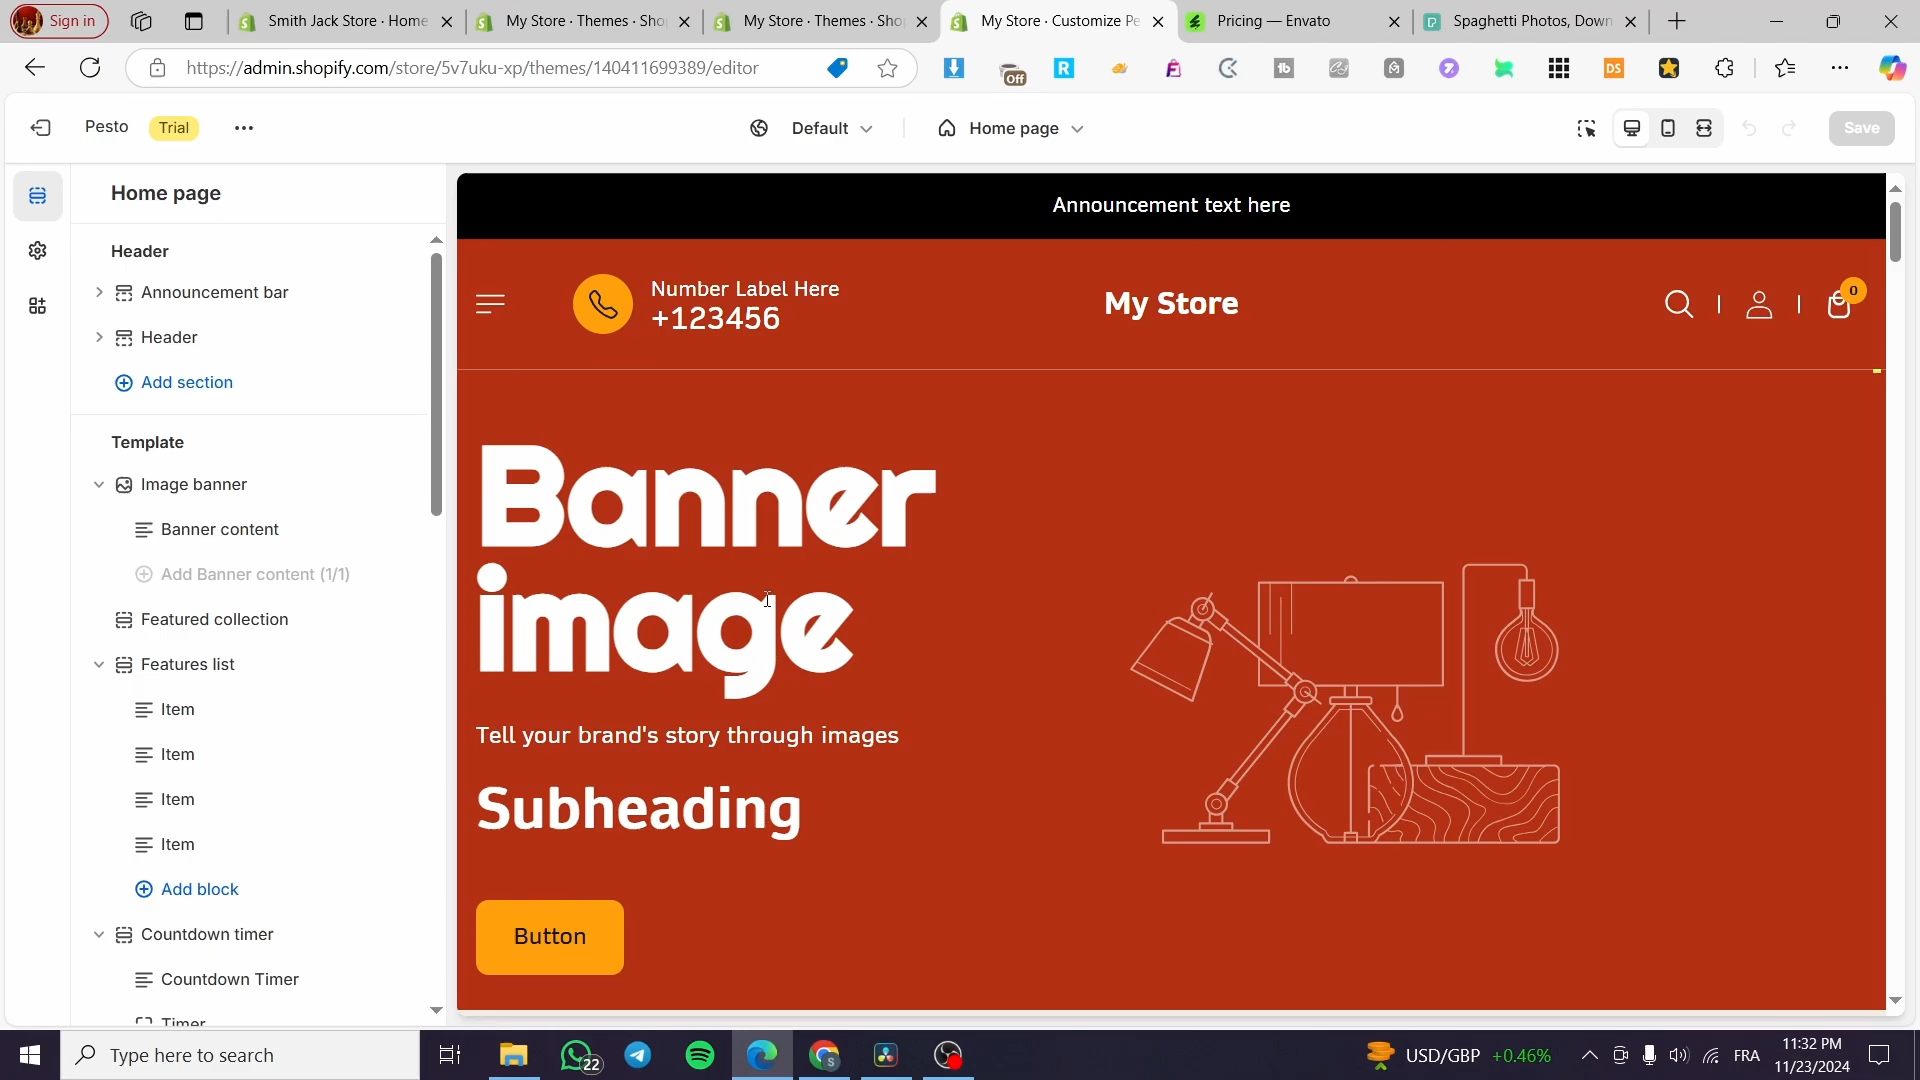 Sign in
Smith Jack Store · Home
My Store · Themes · Sho
My Store · Themes · Sho
My Store · Customize Pe
Pricing — Envato
Spaghetti Photos, Down
https://admin.shopify.com/store/5v7uku-xp/themes/140411699389/editor
Off
DS
Pesto
Trial
Default
Home page
Save
Home page
Header
Announcement bar
Header
Add section
Template
Image banner
Banner content
Add Banner content (1/1)
Featured collection
Features list
Item
Item
Item
Item
Add block
Countdown timer
Countdown Timer
Timer
Announcement text here
Number Label Here
+123456
My Store
0
Banner
image
Tell your brand's story through images
Subheading
Button
Type here to search
22
USD/GBP +0.46%
FRA
11:32 PM
11/23/2024